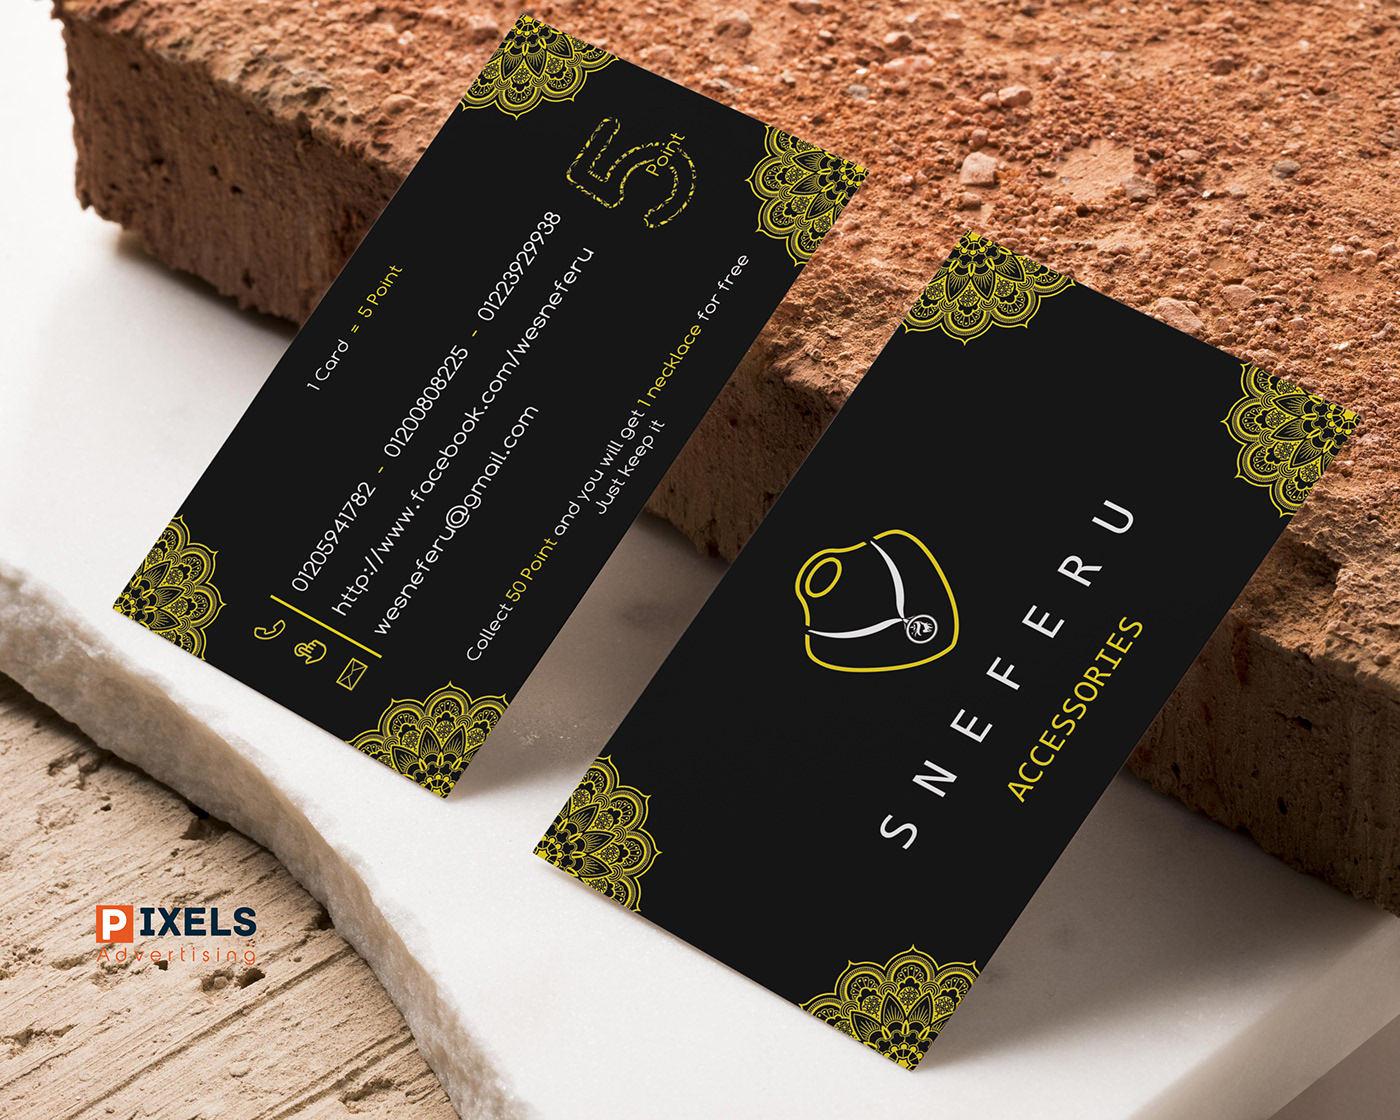 5
Point
1 Card = 5 Point
01205941782 - 01200808225 - 01223929938
http://www.facebook.com/wesneferu
wesneferu@gmail.com
Collect 50 Point and you will get 1 necklace for free
Just keep it
SNEFERU
ACCESSORIES
PIXELS
Advertising